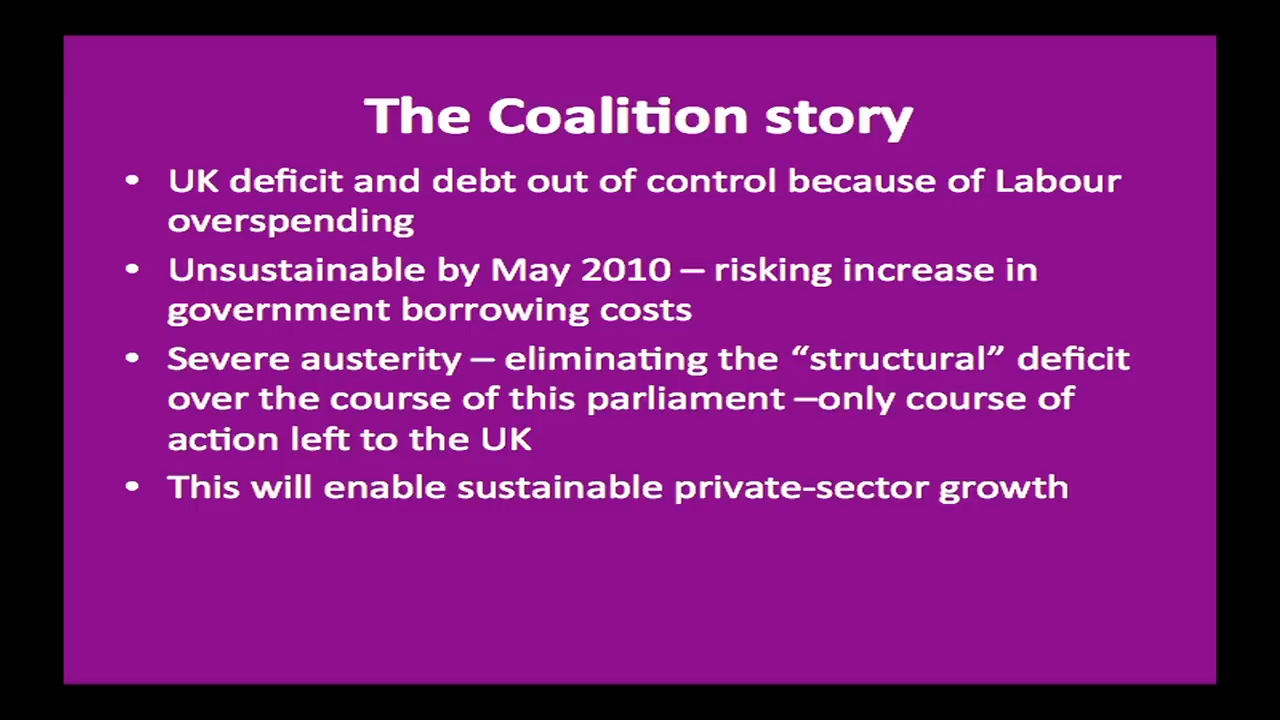 The Coalition story
• UK deficit and debt out of control because of Labour
overspending
• Unsustainable by May 2010 – risking increase in
government borrowing costs
• Severe austerity – eliminating the “structural” deficit
over the course of this parliament –only course of
action left to the UK
• This will enable sustainable private-sector growth